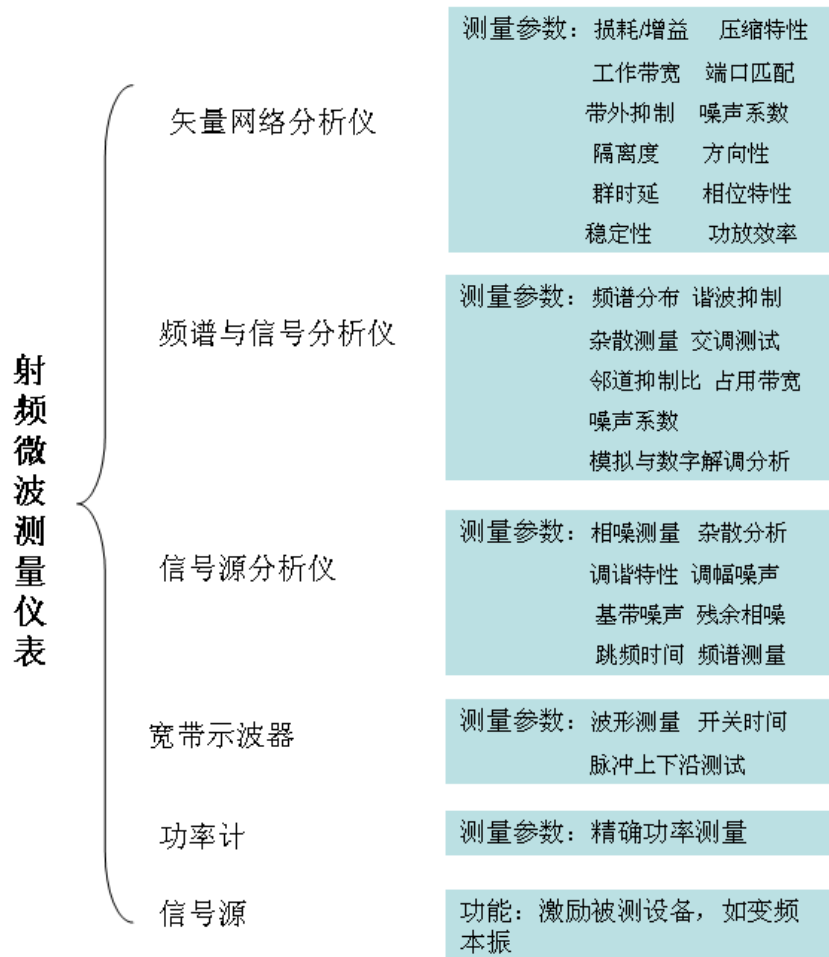 射频微波测量仪表
矢量网络分析仪
测量参数：损耗/增益 压缩特性
工作带宽 端口匹配
带外抑制 噪声系数
隔离度 方向性
群时延 相位特性
稳定性 功放效率
频谱与信号分析仪
测量参数：频谱分布 谐波抑制
杂散测量 交调测试
邻道抑制比 占用带宽
噪声系数
模拟与数字解调分析
信号源分析仪
测量参数：相噪测量 杂散分析
调谐特性 调幅噪声
基带噪声 残余相噪
跳频时间 频谱测量
宽带示波器
测量参数：波形测量 开关时间
脉冲上下沿测试
功率计
测量参数：精确功率测量
信号源
功能：激励被测设备，如变频
本振